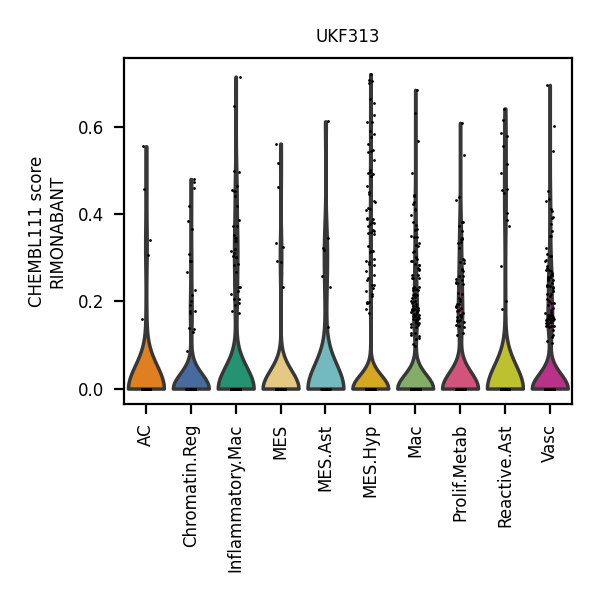 UKF313
CHEMBL111 score
RIMONABANT
0.6
0.4
0.2
0.0
AC
Chromatin.Reg
Inflammatory.Mac
MES
MES.Ast
MES.Hyp
Mac
Prolif.Metab
Reactive.Ast
Vasc